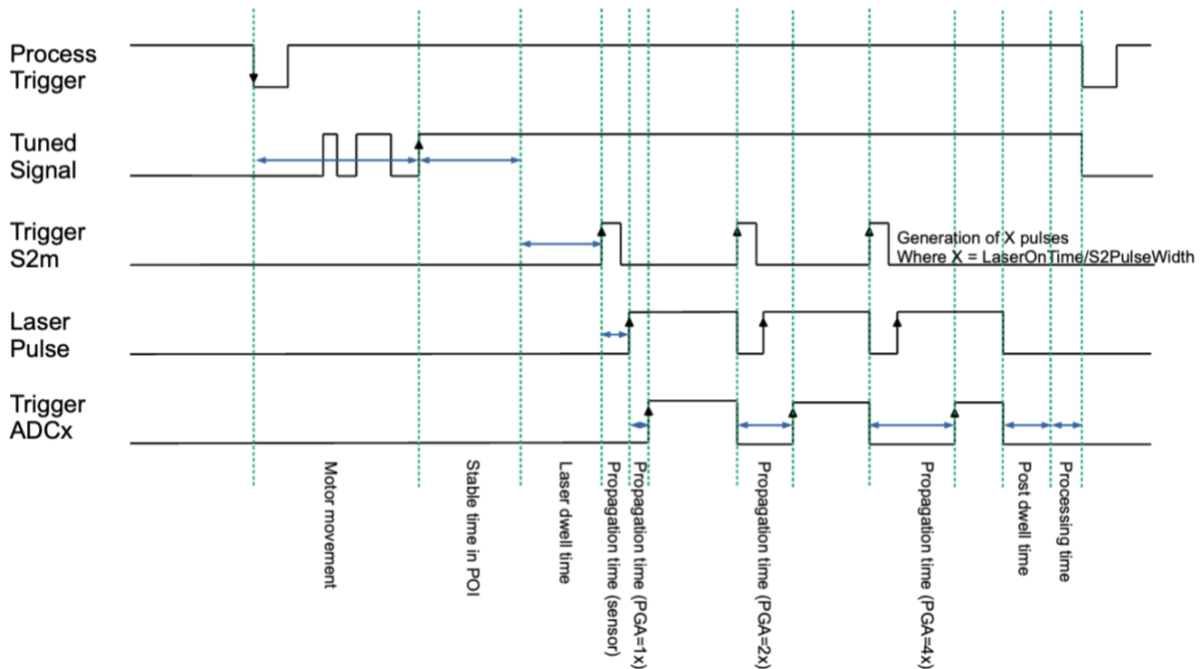 Process
Trigger
Tuned
Signal
Trigger
S2m
Generation of X pulses
Where X = LaserOnTime/S2PulseWidth
Laser
Pulse
Trigger
ADCx
Motor movement
Stable time in POI
Laser dwell time
Propagation time (sensor)
Propagation time (PGA=1x)
Propagation time (PGA=2x)
Propagation time (PGA=4x)
Post dwell time
Processing time